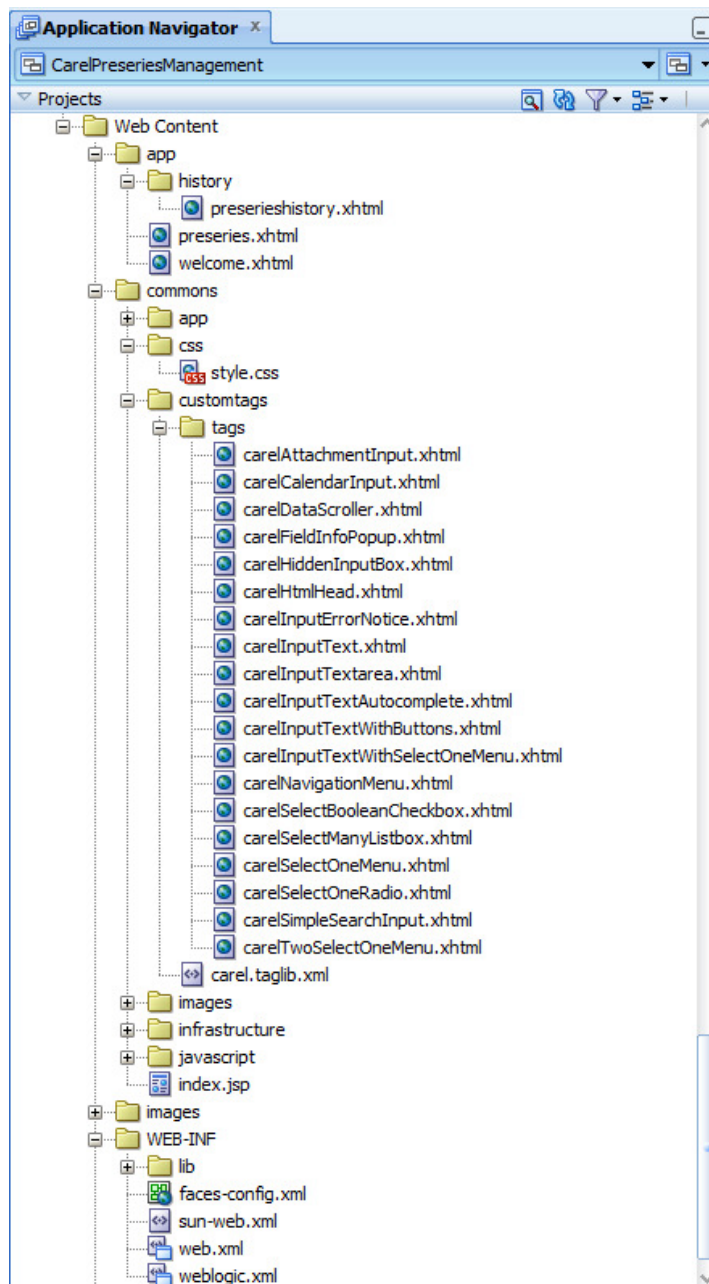 Application Navigator
CarelPreseriesManagement
Projects
Web Content
app
history
preserieshistory.xhtml
preseries.xhtml
welcome.xhtml
commons
app
css
style.css
customtags
tags
carelAttachmentInput.xhtml
carelCalendarInput.xhtml
carelDataScroller.xhtml
carelFieldInfoPopup.xhtml
carelHiddenInputBox.xhtml
carelHtmlHead.xhtml
carelInputErrorNotice.xhtml
carelInputText.xhtml
carelInputTextarea.xhtml
carelInputTextAutocomplete.xhtml
carelInputTextWithButtons.xhtml
carelInputTextWithSelectOneMenu.xhtml
carelNavigationMenu.xhtml
carelSelectBooleanCheckbox.xhtml
carelSelectManyListbox.xhtml
carelSelectOneMenu.xhtml
carelSelectOneRadio.xhtml
carelSimpleSearchInput.xhtml
carelTwoSelectOneMenu.xhtml
carel.taglib.xml
images
infrastructure
javascript
index.jsp
images
WEB-INF
lib
faces-config.xml
sun-web.xml
web.xml
weblogic.xml